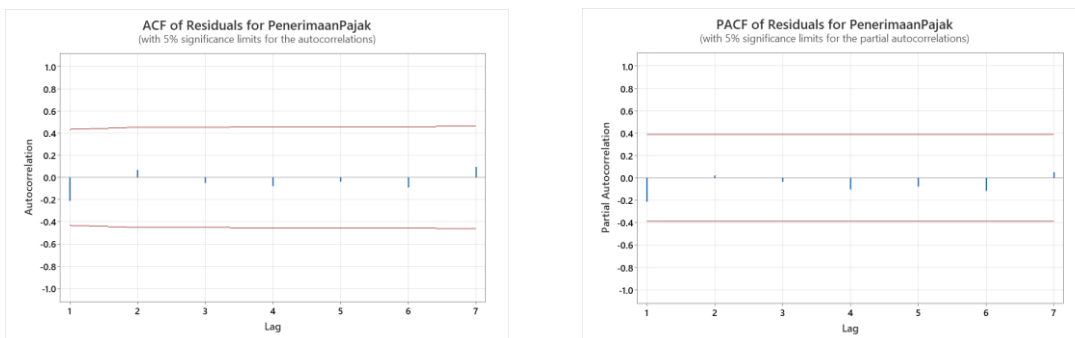 ACF of Residuals for PenerimaanPajak
(with 5% significance limits for the autocorrelations)
1.0
0.8
0.6
0.4
0.2
0.0
-0.2
-0.4
-0.6
-0.8
-1.0
Autocorrelation
1 2 3 4 5 6 7
Lag
PACF of Residuals for PenerimaanPajak
(with 5% significance limits for the partial autocorrelations)
1.0
0.8
0.6
0.4
0.2
0.0
-0.2
-0.4
-0.6
-0.8
-1.0
Partial Autocorrelation
1 2 3 4 5 6 7
Lag